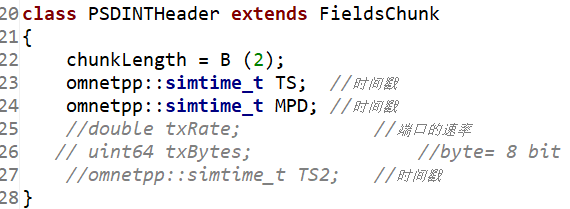 20 class PSDINTHeader extends FieldsChunk
21 {
22 chunkLength = B (2);
23 omnetpp::simtime_t TS; //时间戳
24 omnetpp::simtime_t MPD; //时间戳
25 //double txRate; //端口的速率
26 // uint64 txBytes; //byte= 8 bit
27 //omnetpp::simtime_t TS2; //时间戳
28 }